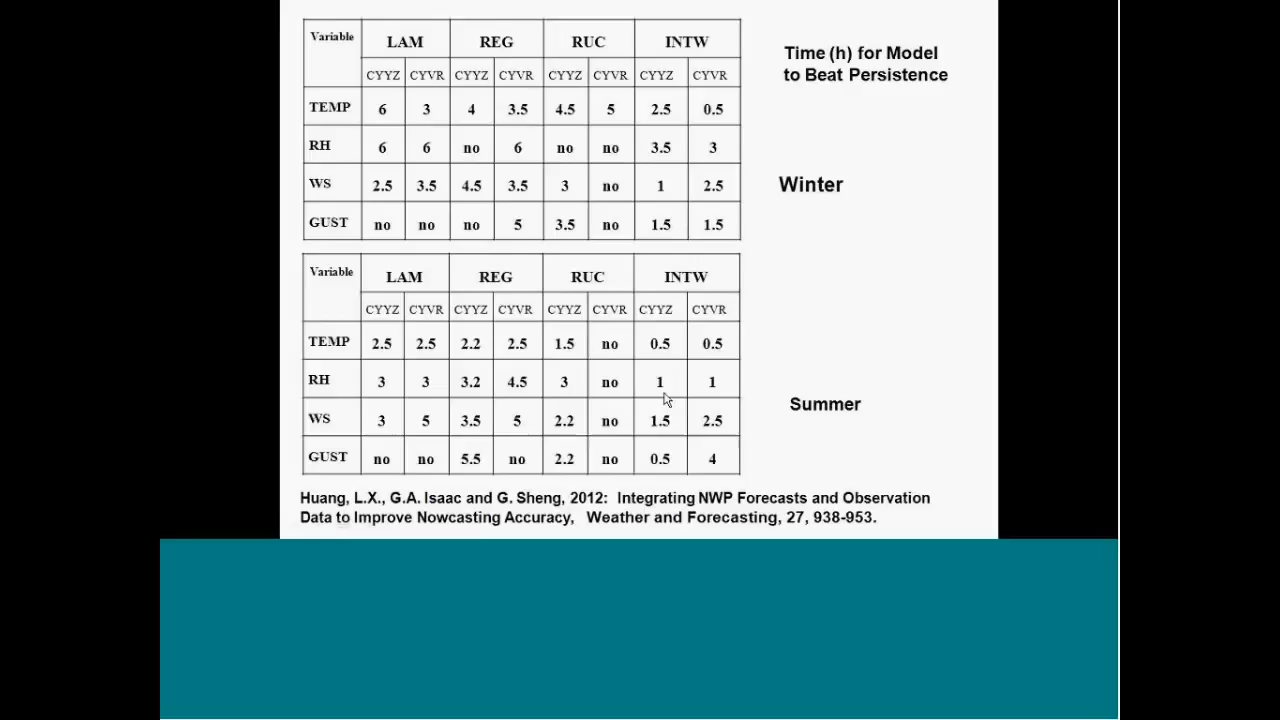 Variable LAM REG RUC INTW
CYYZ CYVR CYYZ CYVR CYYZ CYVR CYYZ CYVR
TEMP 6 3 4 3.5 4.5 5 2.5 0.5
RH 6 6 no 6 no no 3.5 3
WS 2.5 3.5 4.5 3.5 3 no 1 2.5
GUST no no no 5 3.5 no 1.5 1.5
Time (h) for Model
to Beat Persistence
Winter
Variable LAM REG RUC INTW
CYYZ CYVR CYYZ CYVR CYYZ CYVR CYYZ CYVR
TEMP 2.5 2.5 2.2 2.5 1.5 no 0.5 0.5
RH 3 3 3.2 4.5 3 no 1 1
WS 3 5 3.5 5 2.2 no 1.5 2.5
GUST no no 5.5 no 2.2 no 0.5 4
Summer
Huang, L.X., G.A. Isaac and G. Sheng, 2012: Integrating NWP Forecasts and Observation
Data to Improve Nowcasting Accuracy, Weather and Forecasting, 27, 938-953.